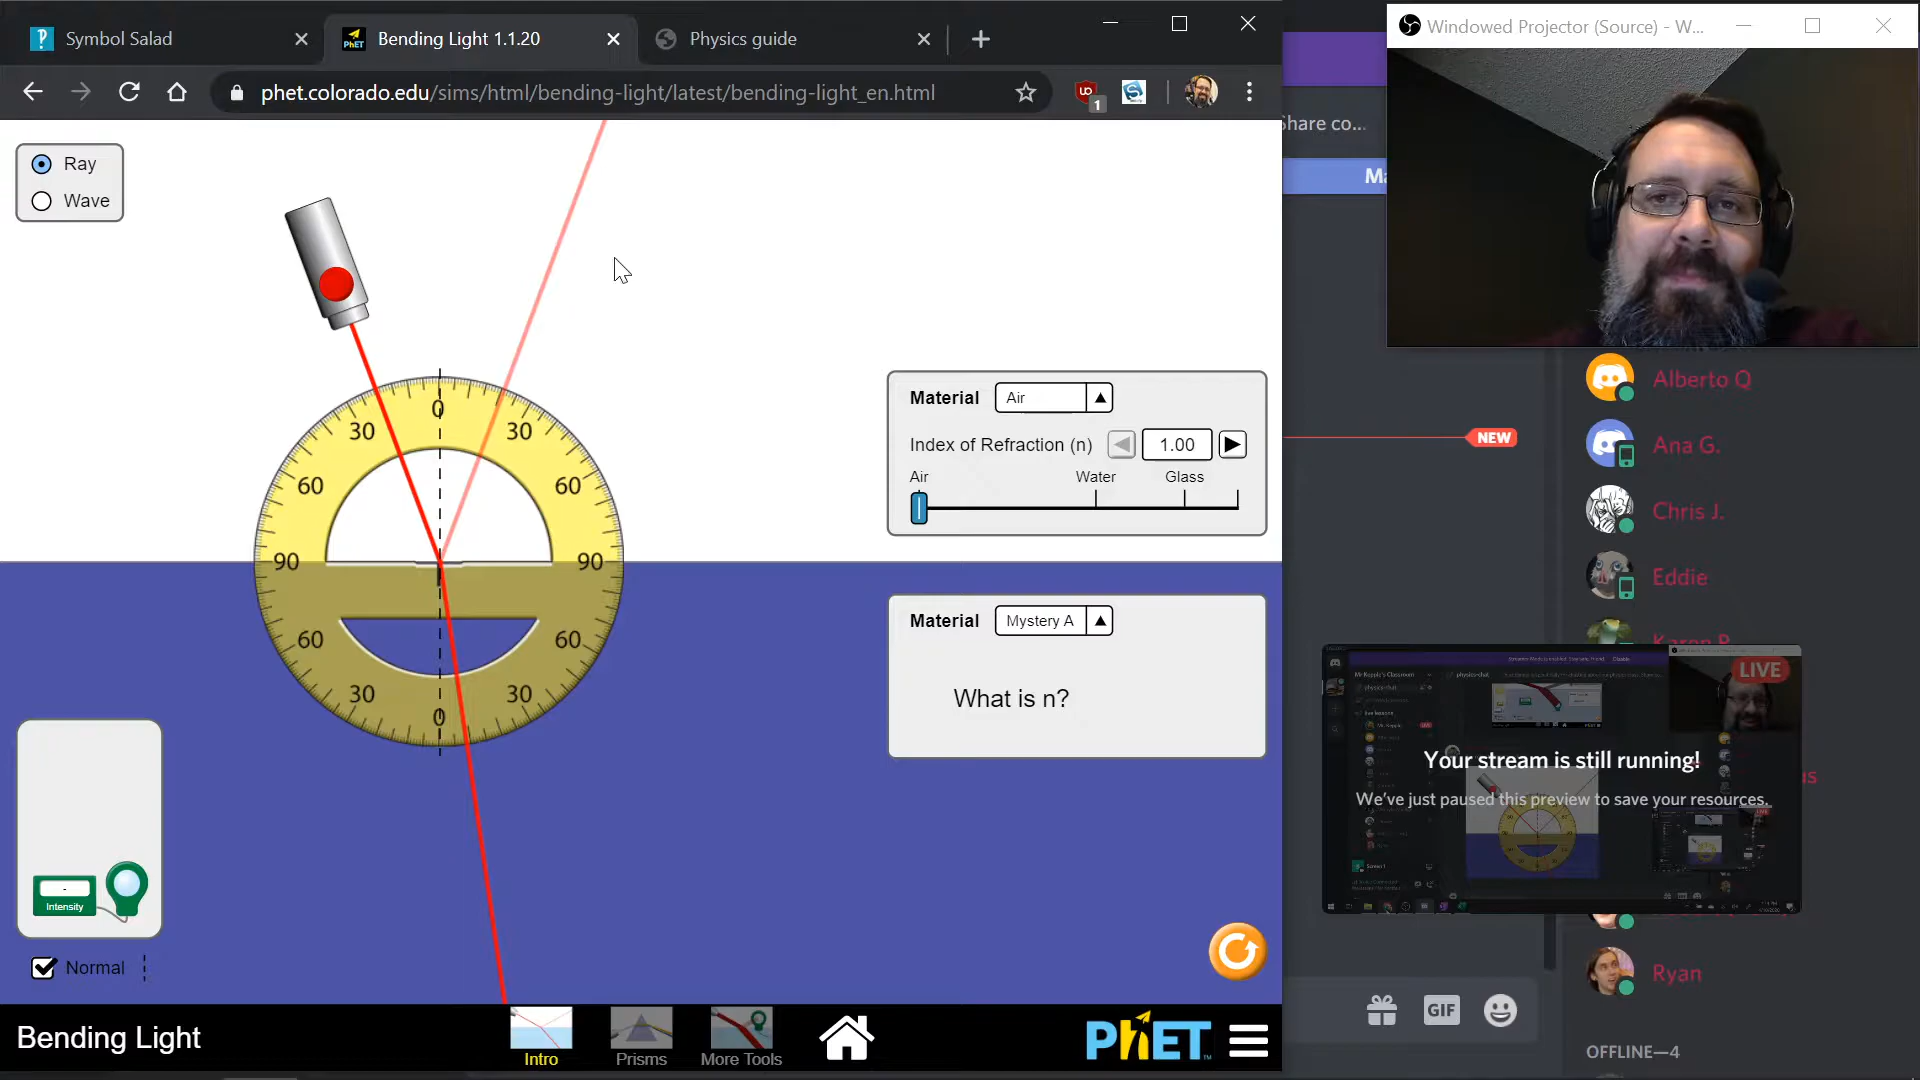 Symbol Salad
Bending Light 1.1.20
Physics guide
phet.colorado.edu/sims/html/bending-light/latest/bending-light_en.html
1
Ray
Wave
0
30 30
60 60
90 90
60 60
30 30
0
Material Air
Index of Refraction (n) 1.00
Air Water Glass
Material Mystery A
What is n?
-
Intensity
Normal
Bending Light
Intro
Prisms
More Tools
PhET
Windowed Projector (Source) - W...
Share co...
NEW
Alberto Q
Ana G.
Chris J.
Eddie
Karen P
LIVE
Your stream is still running!
We've just paused this preview to save your resources.
Ryan
GIF
OFFLINE—4